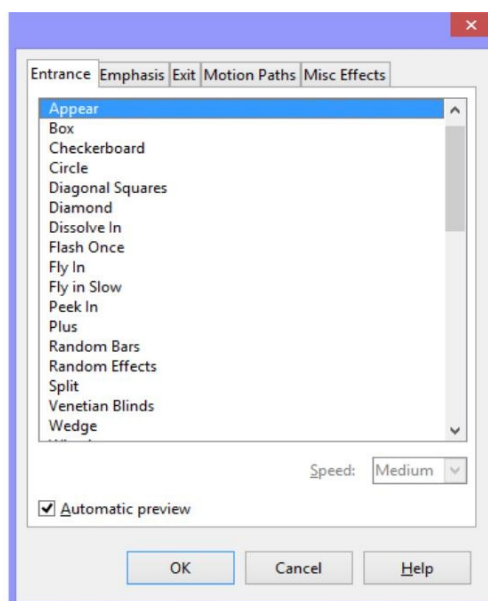 Entrance Emphasis Exit Motion Paths Misc Effects
Appear
Box
Checkerboard
Circle
Diagonal Squares
Diamond
Dissolve In
Flash Once
Fly In
Fly in Slow
Peek In
Plus
Random Bars
Random Effects
Split
Venetian Blinds
Wedge
Speed: Medium
Automatic preview
OK Cancel Help